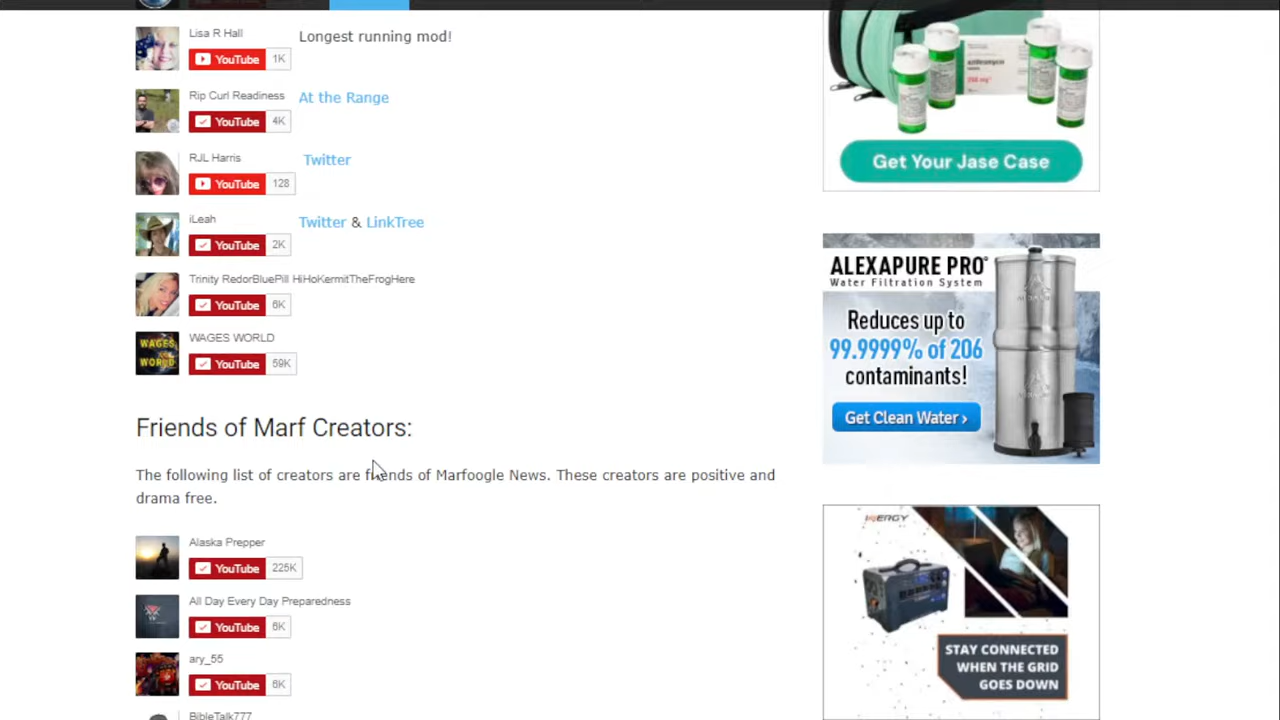 Lisa R Hall
Longest running mod!
YouTube 1K
Rip Curl Readiness
At the Range
YouTube 4K
RJL Harris
Twitter
YouTube 128
iLeah
Twitter & LinkTree
YouTube 2K
Trinity RedorBluePill HiHoKermitTheFrogHere
YouTube 6K
WAGES WORLD
WAGES
WORLD
YouTube 59K
Friends of Marf Creators:
The following list of creators are friends of Marfoogle News. These creators are positive and
drama free.
Alaska Prepper
YouTube 225K
All Day Every Day Preparedness
YouTube 6K
ary_55
YouTube 6K
BibleTalk777
Get Your Jase Case
ALEXAPURE PRO
Water Filtration System
Reduces up to
99.9999% of 206
contaminants!
Get Clean Water ›
STAY CONNECTED
WHEN THE GRID
GOES DOWN